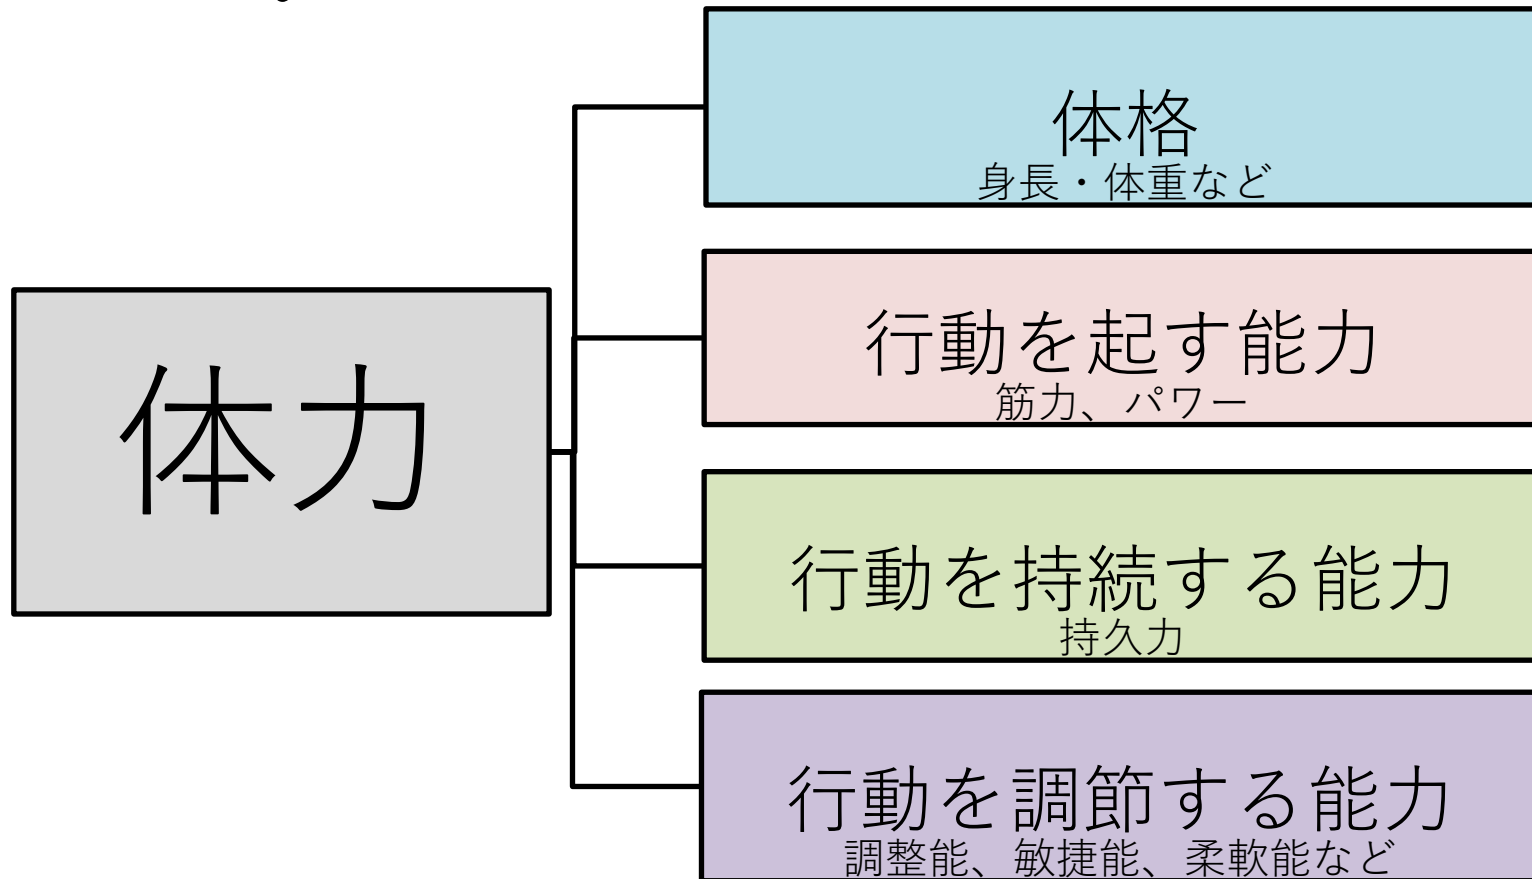 体力
体格
身長・体重など
行動を起す能力
筋力、パワー
行動を持続する能力
持久力
行動を調節する能力
調整能、敏捷能、柔軟能など